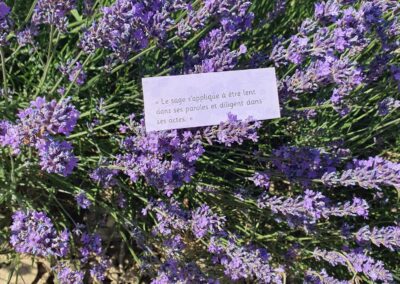 « Le sage s'applique à être lent
dans ses paroles et diligent dans
ses actes. »